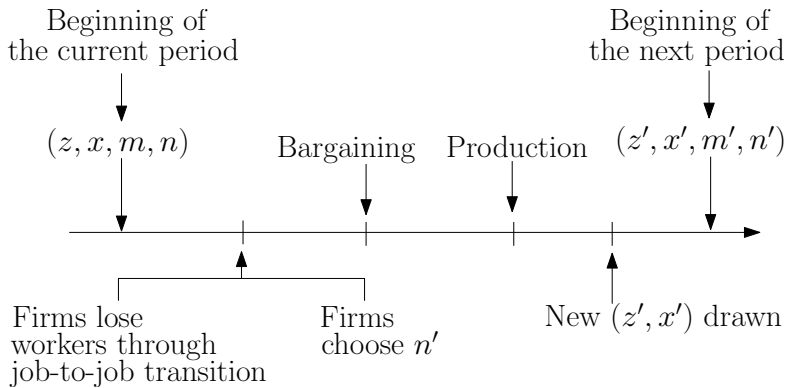 Beginning of
the current period
Beginning of
the next period
(z, x, m, n)
Bargaining
Production
(z′, x′, m′, n′)
Firms lose
workers through
job-to-job transition
Firms
choose n′
New (z′, x′) drawn